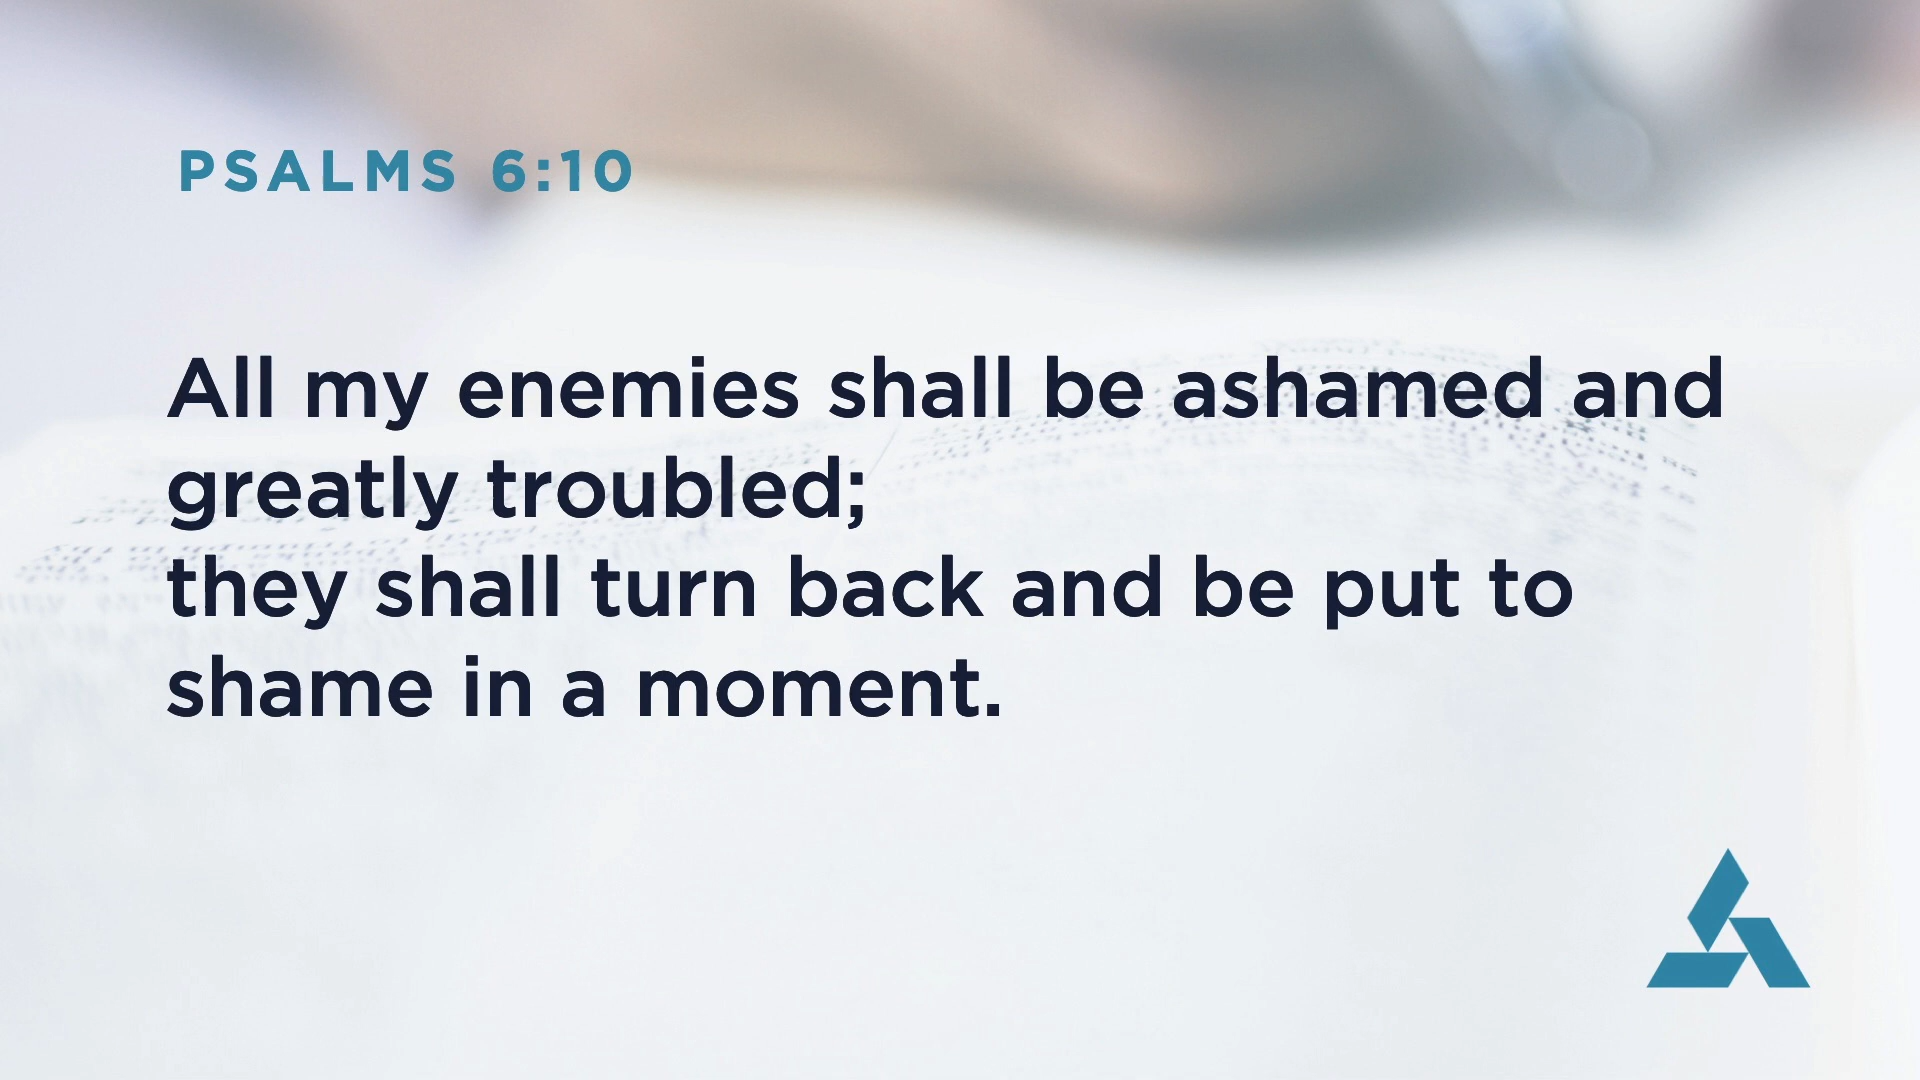 PSALMS 6:10
All my enemies shall be ashamed and
greatly troubled;
they shall turn back and be put to
shame in a moment.